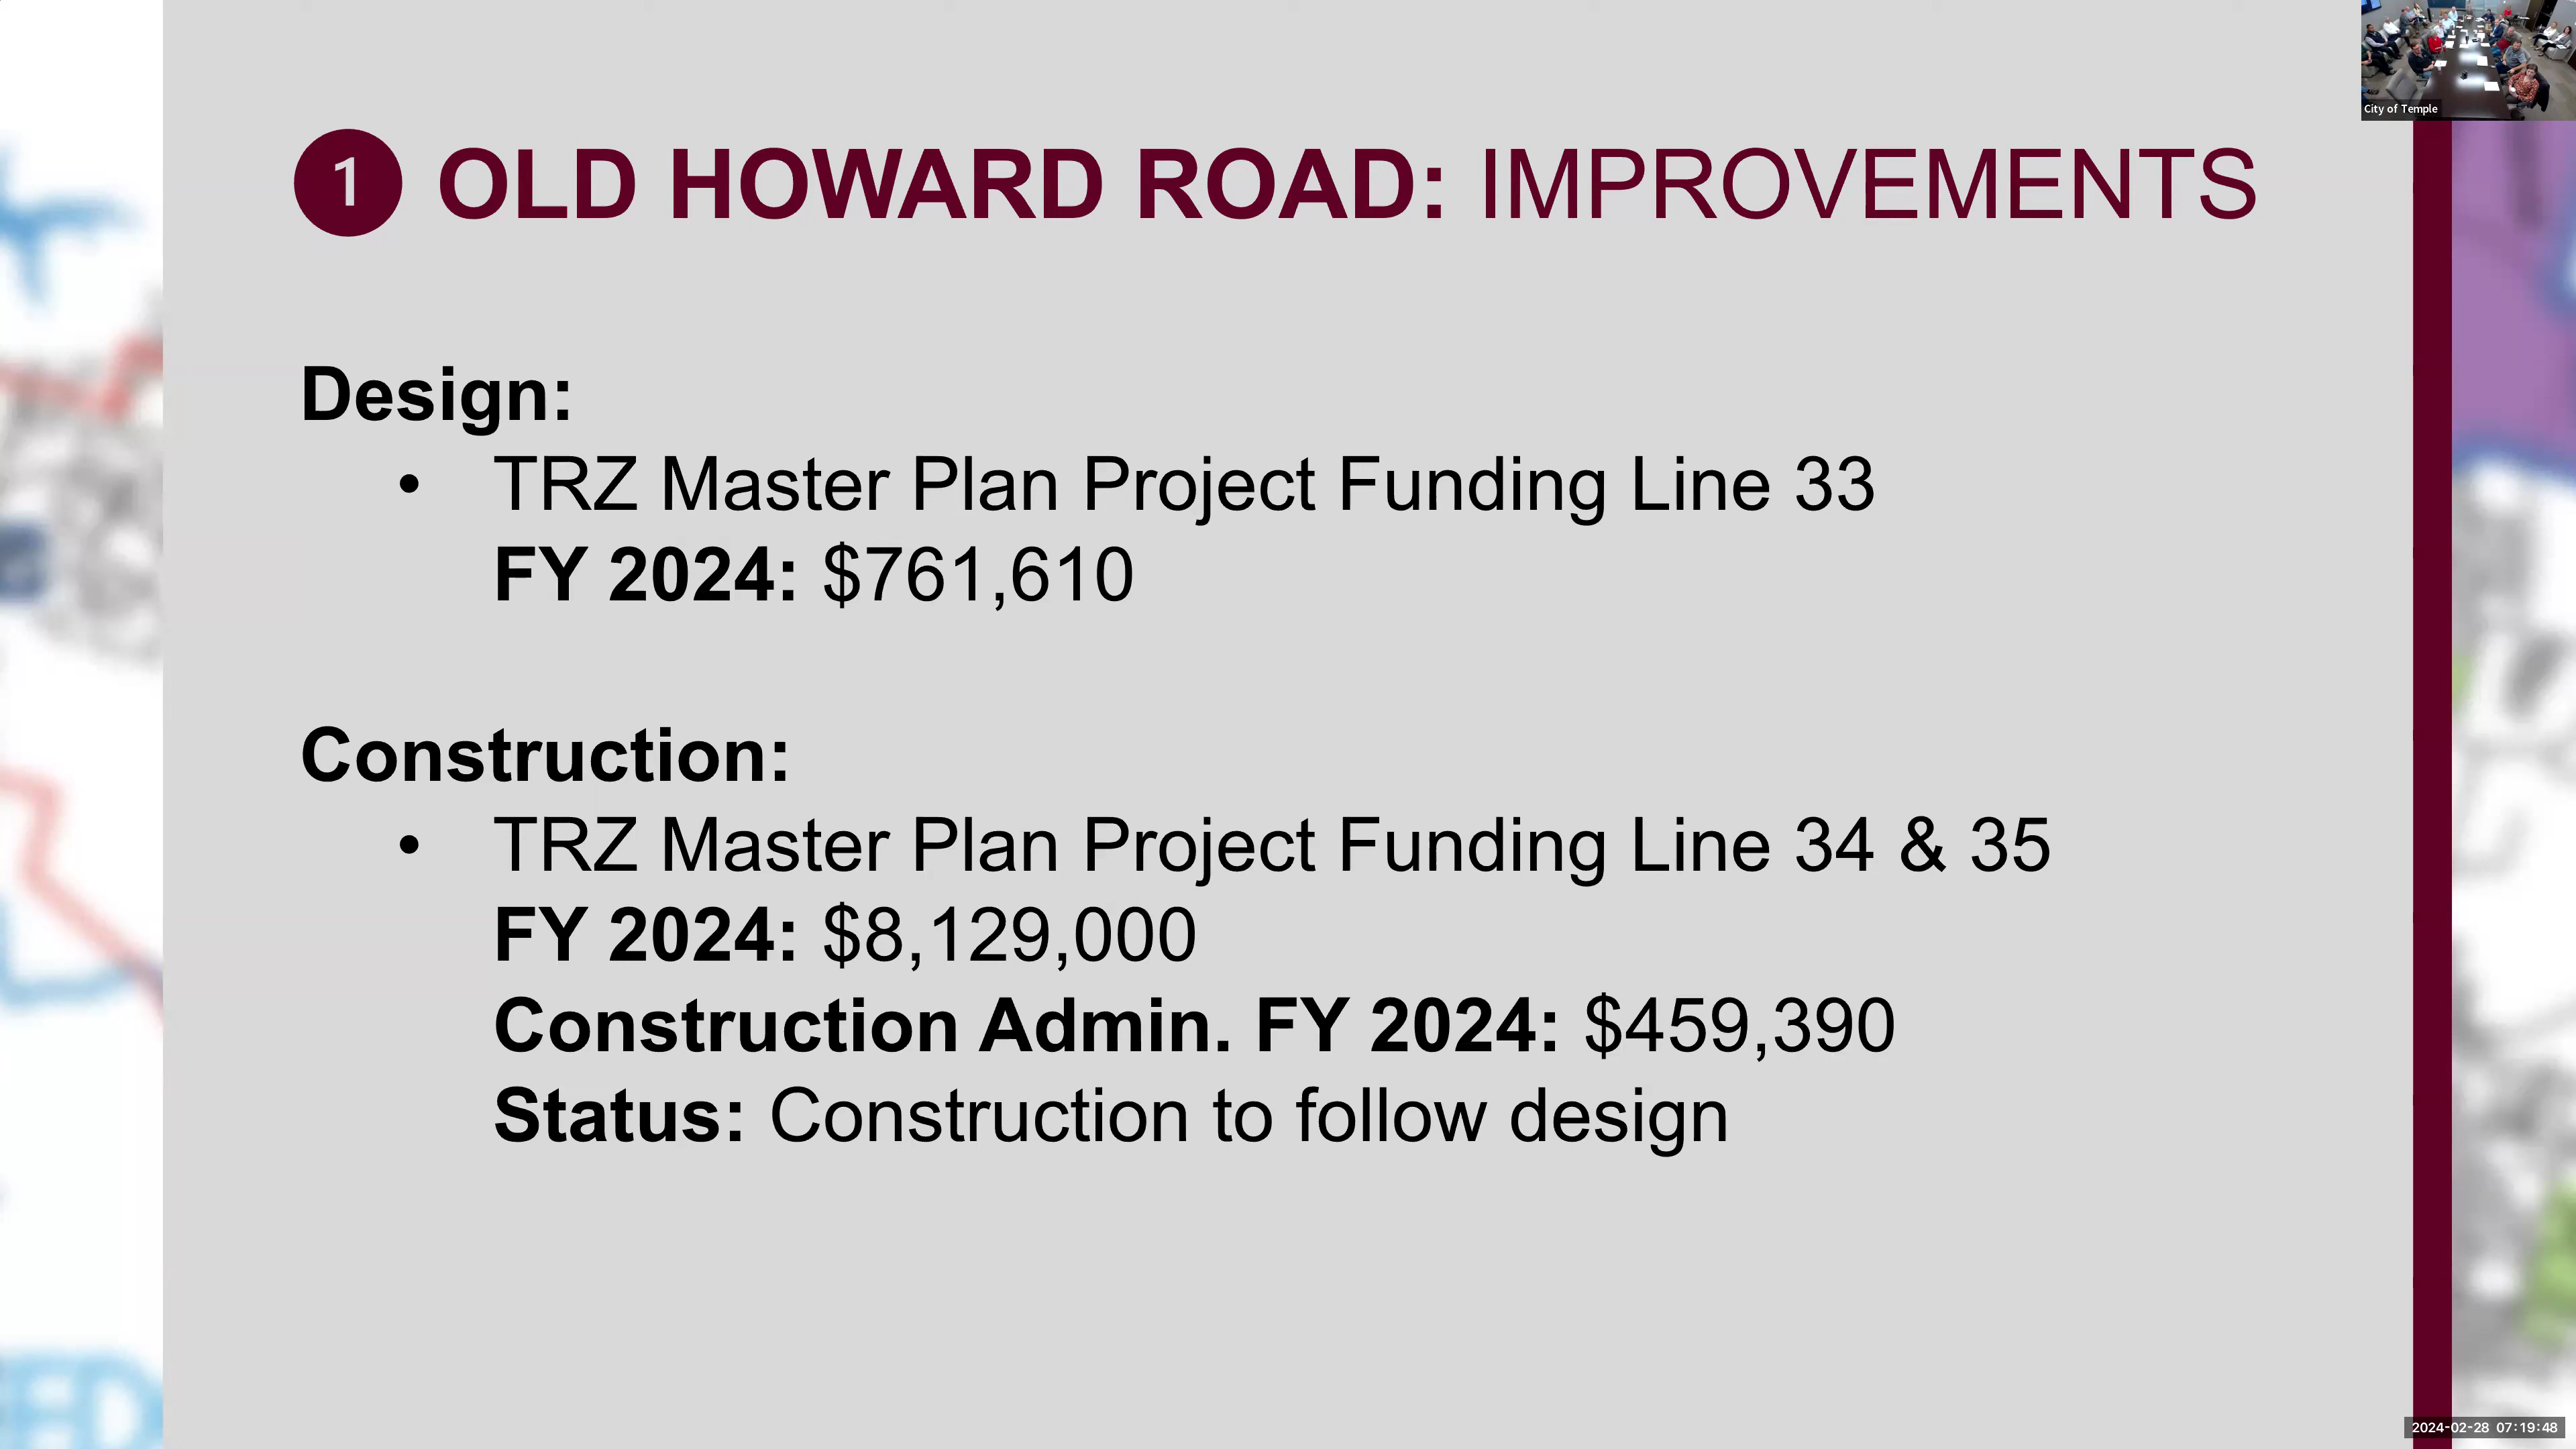 City of Temple
1 OLD HOWARD ROAD: IMPROVEMENTS
Design:
• TRZ Master Plan Project Funding Line 33
FY 2024: $761,610
Construction:
• TRZ Master Plan Project Funding Line 34 & 35
FY 2024: $8,129,000
Construction Admin. FY 2024: $459,390
Status: Construction to follow design
2024-02-28 07:19:48